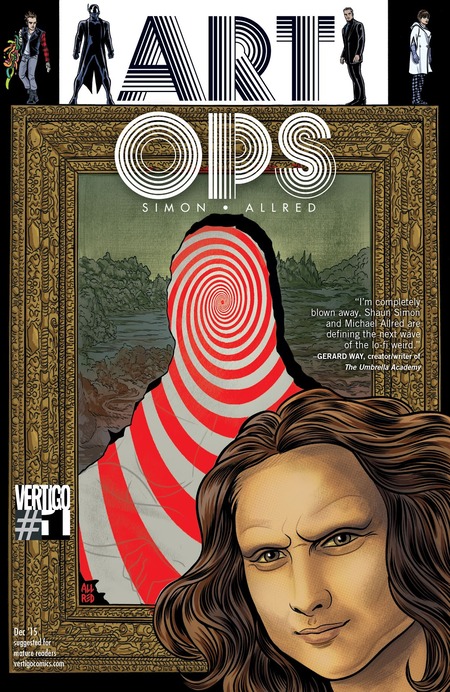 ART
OPS
SIMON • ALLRED
“I'm completely
blown away. Shaun Simon
and Michael Allred are
defining the next wave
of the lo-fi weird.”
GERARD WAY, creator/writer of
The Umbrella Academy
VERTIGO
#1
ALL
RED
Dec '15
suggested for
mature readers
vertigocomics.com